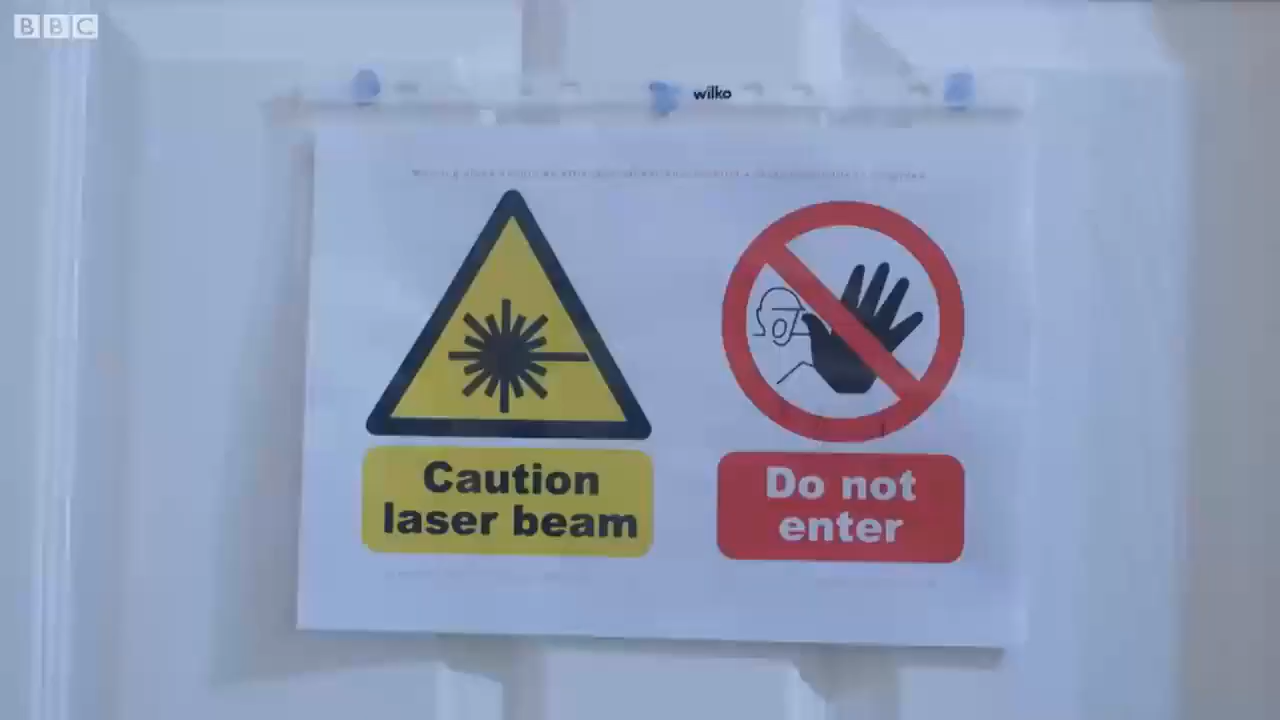 BBC
wilko
Caution
laser beam
Do not
enter